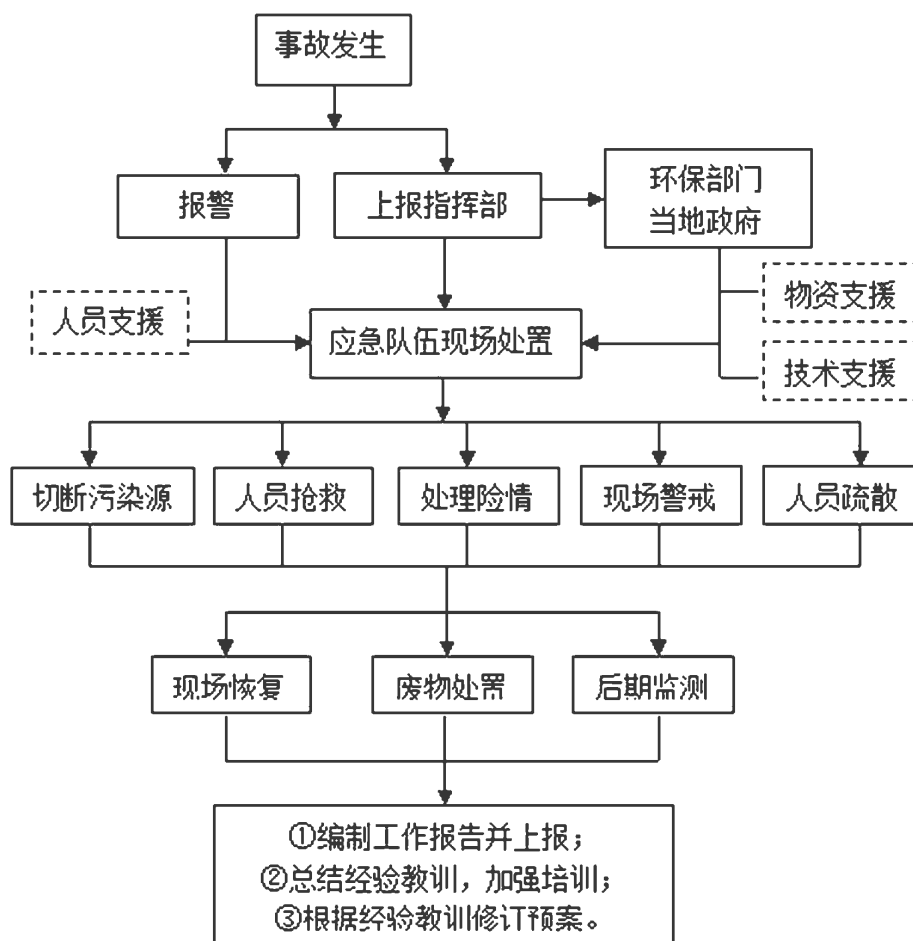 事故发生
报警
上报指挥部
环保部门
当地政府
人员支援
应急队伍现场处置
物资支援
技术支援
切断污染源
人员抢救
处理险情
现场警戒
人员疏散
现场恢复
废物处置
后期监测
①编制工作报告并上报；
②总结经验教训，加强培训；
③根据经验教训修订预案。